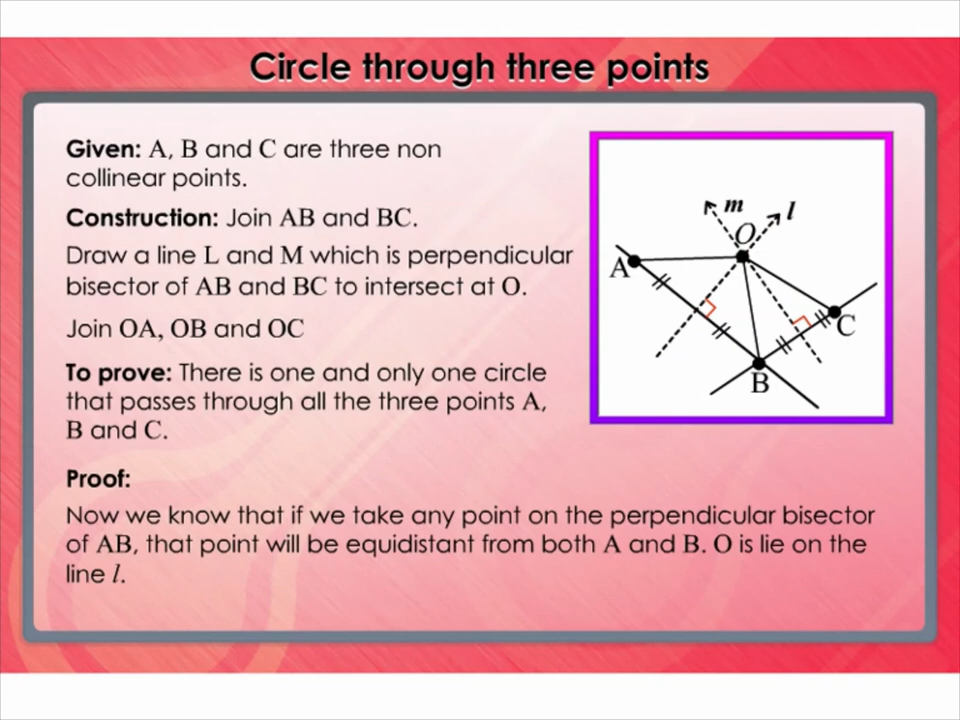 Circle through three points
Given: A, B and C are three non
collinear points.
Construction: Join AB and BC.
Draw a line L and M which is perpendicular
bisector of AB and BC to intersect at O.
Join OA, OB and OC
To prove: There is one and only one circle
that passes through all the three points A,
B and C.
Proof:
Now we know that if we take any point on the perpendicular bisector
of AB, that point will be equidistant from both A and B. O is lie on the
line l.
m
l
O
A
C
B